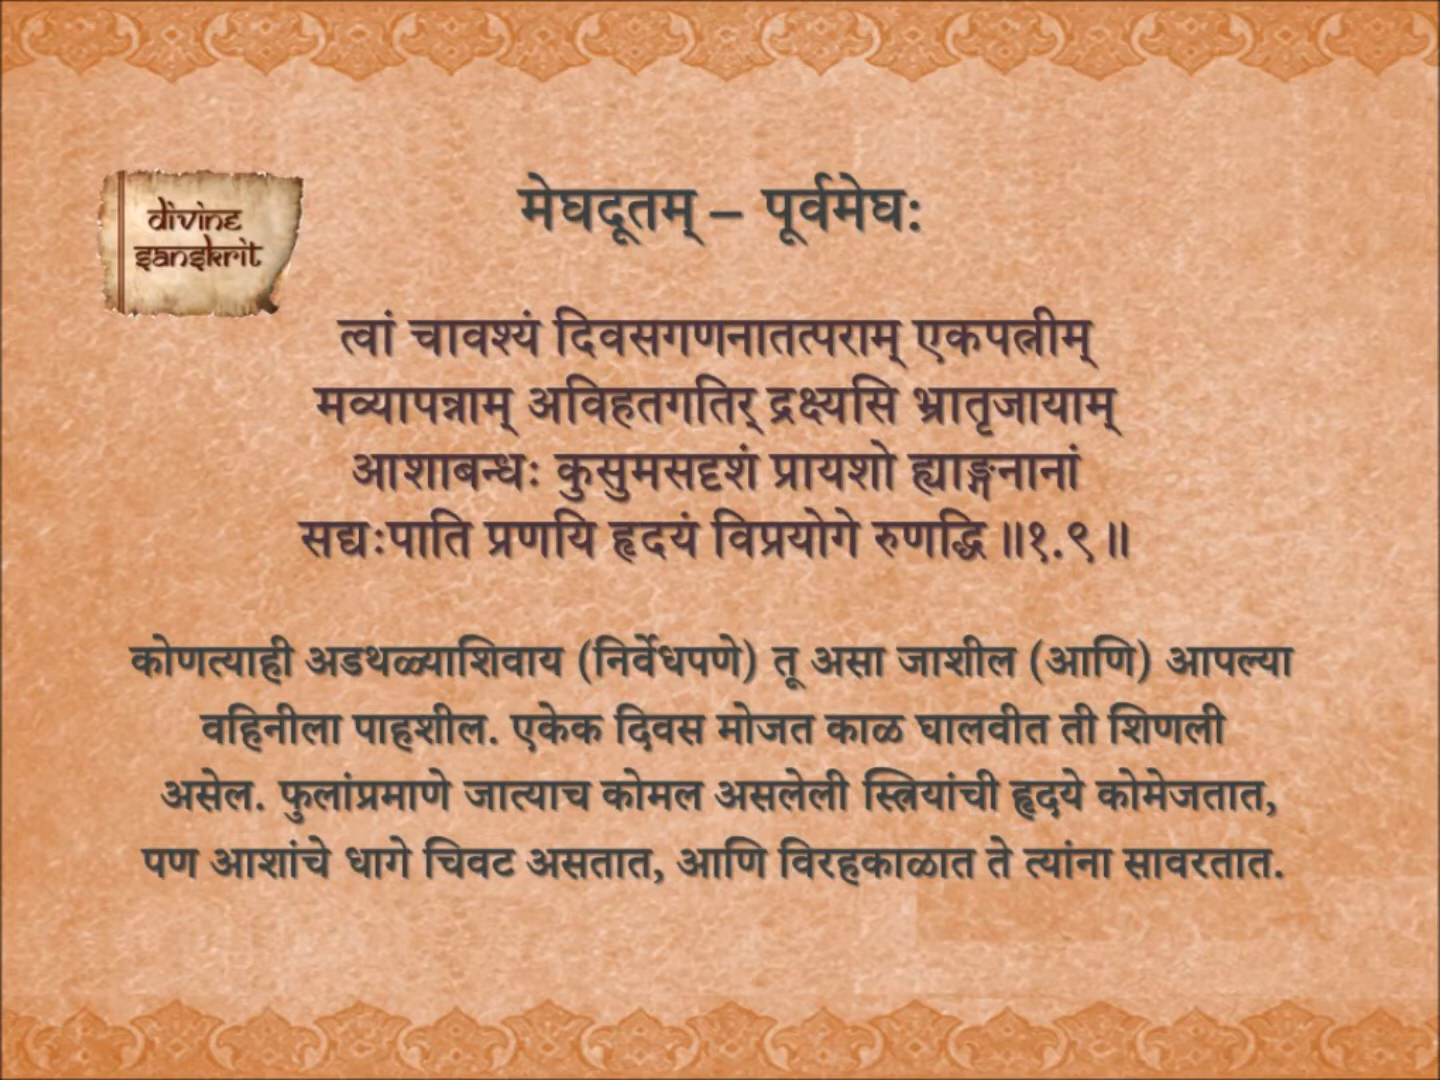 divine
sanskrit
मेघदूतम् – पूर्वमेघः
त्वां चावश्यं दिवसगणनातत्पराम् एकपत्नीम्
मव्यापन्नाम् अविहतगतिर् द्रक्ष्यसि भ्रातृजायाम्
आशाबन्धः कुसुमसदृशं प्रायशो ह्याङ्गनानां
सद्यःपाति प्रणयि हृदयं विप्रयोगे रुणद्धि ॥१.९॥
कोणत्याही अडथळ्याशिवाय (निर्वेधपणे) तू असा जाशील (आणि) आपल्या
वहिनीला पाहशील. एकेक दिवस मोजत काळ घालवीत ती शिणली
असेल. फुलांप्रमाणे जात्याच कोमल असलेली स्त्रियांची हृदये कोमेजतात,
पण आशांचे धागे चिवट असतात, आणि विरहकाळात ते त्यांना सावरतात.